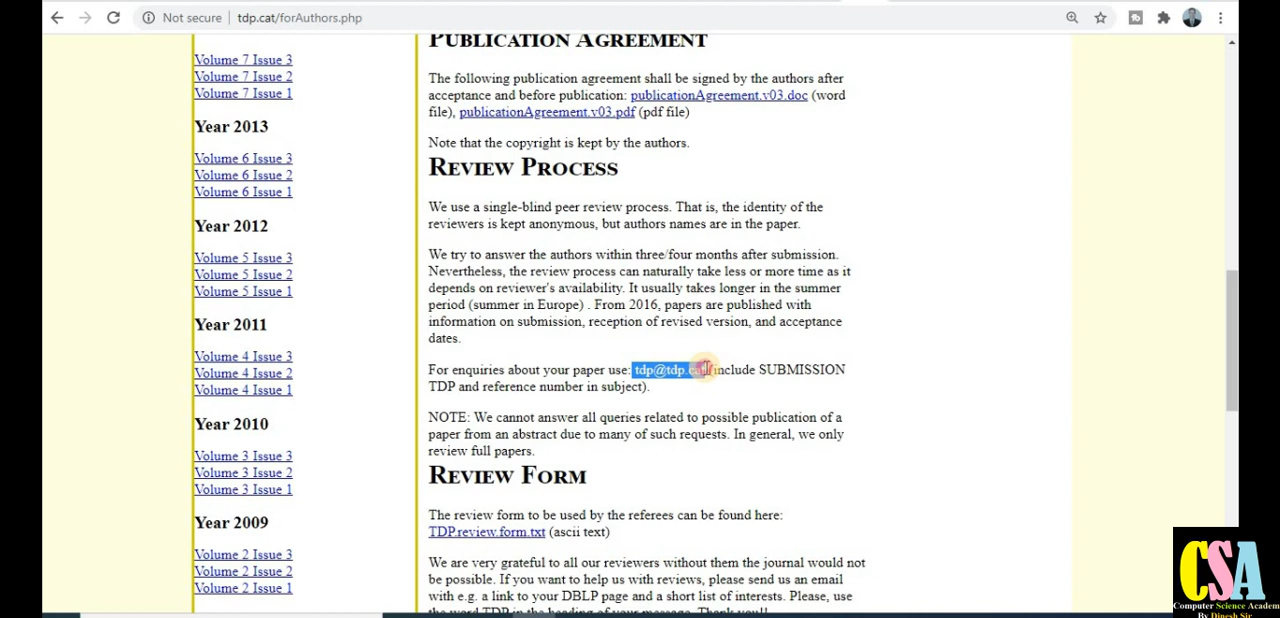 Not secure | tdp.cat/forAuthors.php
Volume 7 Issue 3
Volume 7 Issue 2
Volume 7 Issue 1
Year 2013
Volume 6 Issue 3
Volume 6 Issue 2
Volume 6 Issue 1
Year 2012
Volume 5 Issue 3
Volume 5 Issue 2
Volume 5 Issue 1
Year 2011
Volume 4 Issue 3
Volume 4 Issue 2
Volume 4 Issue 1
Year 2010
Volume 3 Issue 3
Volume 3 Issue 2
Volume 3 Issue 1
Year 2009
Volume 2 Issue 3
Volume 2 Issue 2
Volume 2 Issue 1
PUBLICATION AGREEMENT
The following publication agreement shall be signed by the authors after
acceptance and before publication: publicationAgreement.v03.doc (word
file), publicationAgreement.v03.pdf (pdf file)
Note that the copyright is kept by the authors.
REVIEW PROCESS
We use a single-blind peer review process. That is, the identity of the
reviewers is kept anonymous, but authors names are in the paper.
We try to answer the authors within three/four months after submission.
Nevertheless, the review process can naturally take less or more time as it
depends on reviewer's availability. It usually takes longer in the summer
period (summer in Europe) . From 2016, papers are published with
information on submission, reception of revised version, and acceptance
dates.
For enquiries about your paper use: tdp@tdp.cat (include SUBMISSION
TDP and reference number in subject).
NOTE: We cannot answer all queries related to possible publication of a
paper from an abstract due to many of such requests. In general, we only
review full papers.
REVIEW FORM
The review form to be used by the referees can be found here:
TDP.review.form.txt (ascii text)
We are very grateful to all our reviewers without them the journal would not
be possible. If you want to help us with reviews, please send us an email
with e.g. a link to your DBLP page and a short list of interests. Please, use
the word TDP in the heading of your message. Thank you!!
CSA
Computer Science Academy
By Dinesh Sir